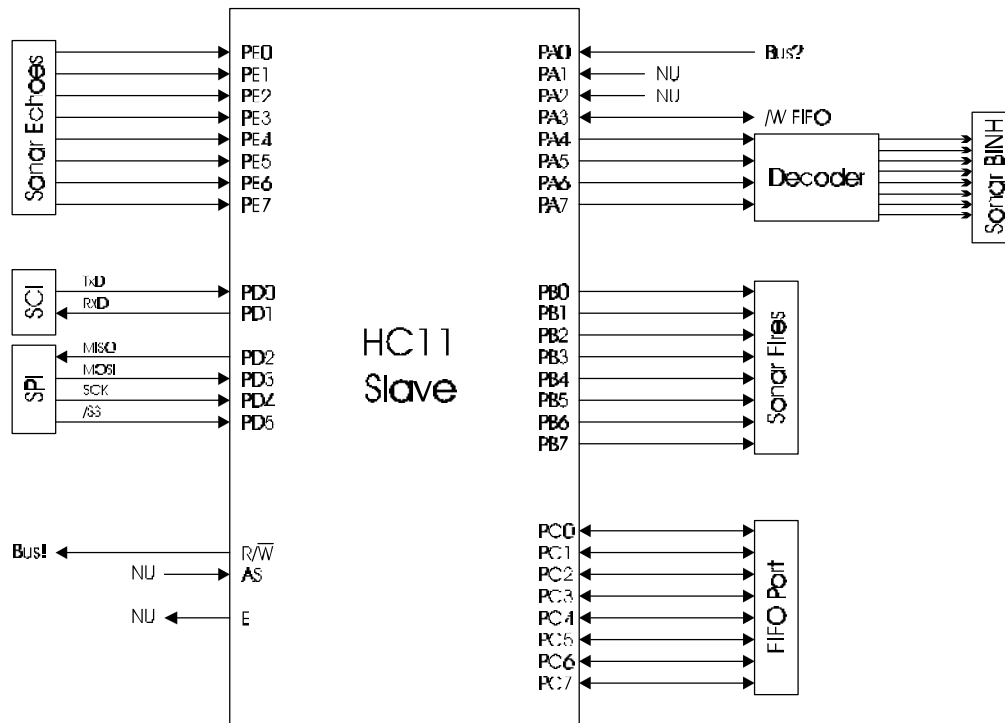 Sonar Echoes
PE0
PE1
PE2
PE3
PE4
PE5
PE6
PE7
SCI
TxD
RxD
PD0
PD1
SPI
MISO
MOSI
SCK
/SS
PD2
PD3
PD4
PD5
Bus!
R/W
NU
AS
NU
E
HC11
Slave
PA0
PA1
PA2
PA3
PA4
PA5
PA6
PA7
Bus?
NU
NU
/W FIFO
Decoder
Sonar BINH
PB0
PB1
PB2
PB3
PB4
PB5
PB6
PB7
Sonar Fires
PC0
PC1
PC2
PC3
PC4
PC5
PC6
PC7
FIFO Port